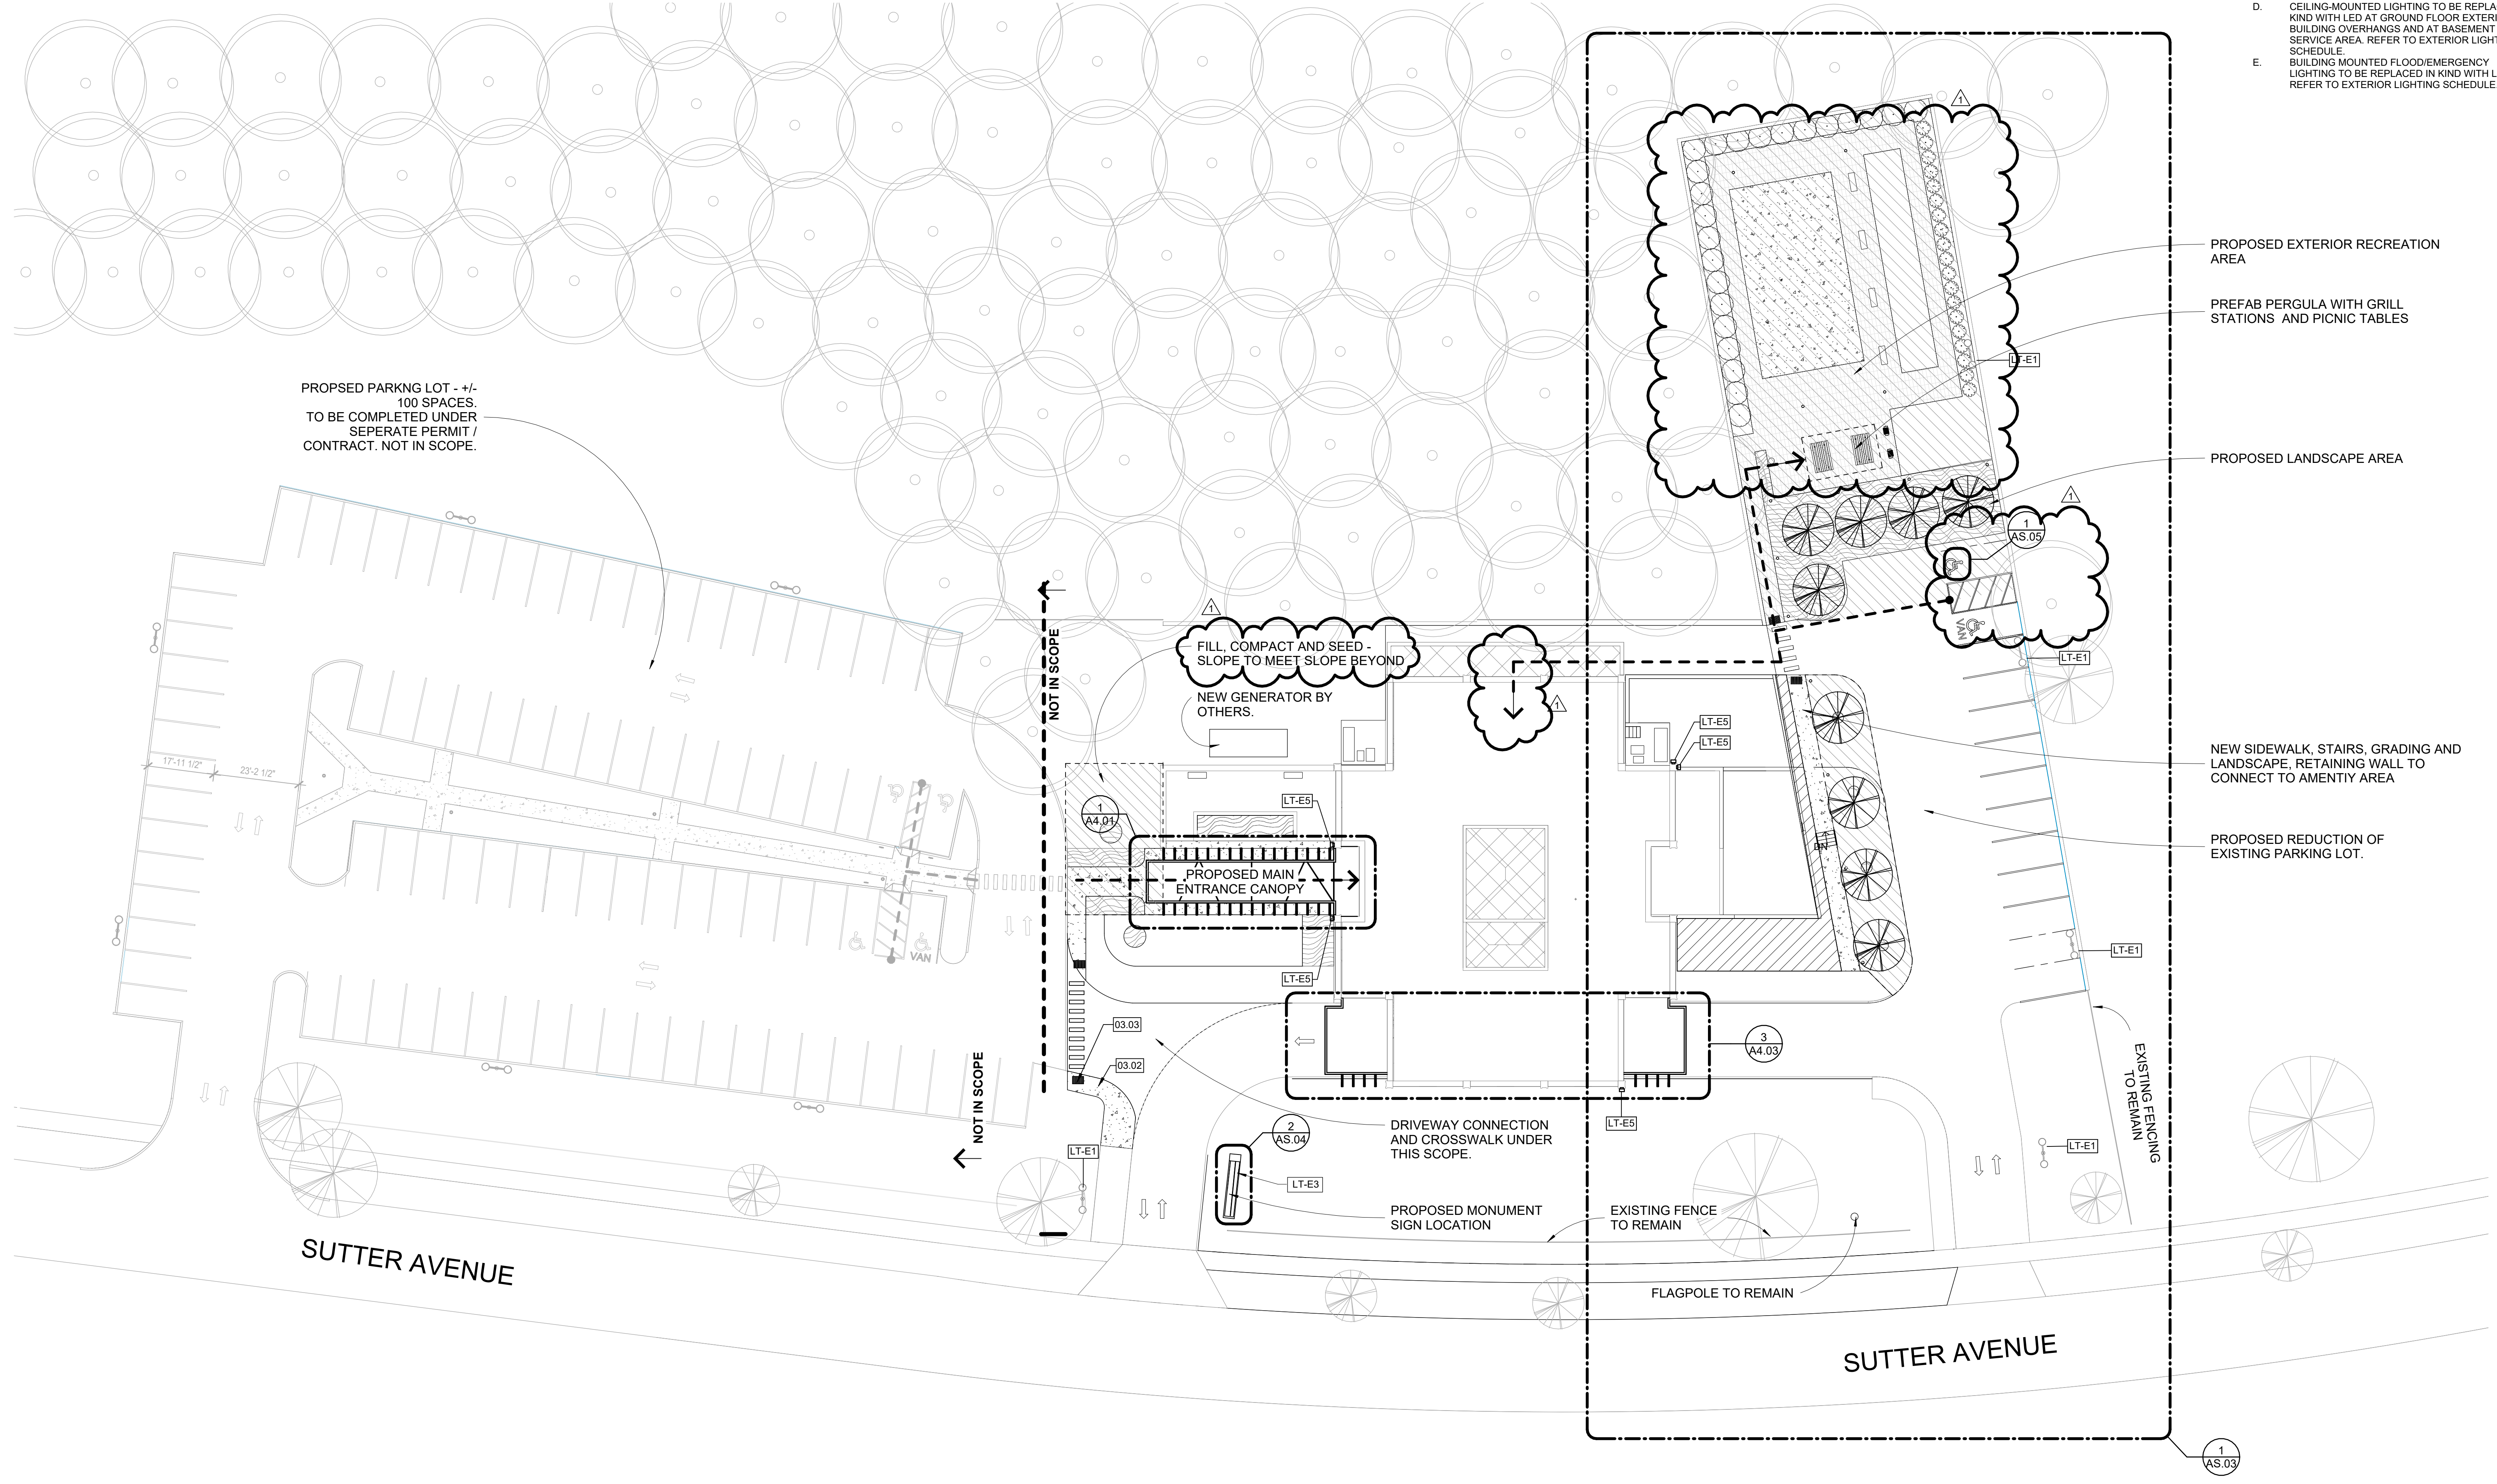 D. CEILING-MOUNTED LIGHTING TO BE REPLA
KIND WITH LED AT GROUND FLOOR EXTERI
BUILDING OVERHANGS AND AT BASEMENT
SERVICE AREA. REFER TO EXTERIOR LIGHT
SCHEDULE.
E. BUILDING MOUNTED FLOOD/EMERGENCY
LIGHTING TO BE REPLACED IN KIND WITH L
REFER TO EXTERIOR LIGHTING SCHEDULE
1
PROPOSED EXTERIOR RECREATION
AREA
PREFAB PERGULA WITH GRILL
STATIONS AND PICNIC TABLES
LT-E1
PROPSED PARKNG LOT - +/-
100 SPACES.
TO BE COMPLETED UNDER
SEPERATE PERMIT /
CONTRACT. NOT IN SCOPE.
PROPOSED LANDSCAPE AREA
1
1
AS.05
VAN
LT-E1
1
NOT IN SCOPE
FILL, COMPACT AND SEED -
SLOPE TO MEET SLOPE BEYOND
NEW GENERATOR BY
OTHERS.
1
LT-E5
LT-E5
NEW SIDEWALK, STAIRS, GRADING AND
LANDSCAPE, RETAINING WALL TO
CONNECT TO AMENTIY AREA
17'-11 1/2"
23'-2 1/2"
1
A4.01
LT-E5
PROPOSED MAIN
ENTRANCE CANOPY
DN
PROPOSED REDUCTION OF
EXISTING PARKING LOT.
VAN
LT-E1
LT-E5
03.03
03.02
3
A4.03
NOT IN SCOPE
EXISTING FENCING
TO REMAIN
LT-E5
DRIVEWAY CONNECTION
AND CROSSWALK UNDER
THIS SCOPE.
2
AS.04
LT-E1
LT-E1
LT-E3
PROPOSED MONUMENT
SIGN LOCATION
EXISTING FENCE
TO REMAIN
FLAGPOLE TO REMAIN
SUTTER AVENUE
SUTTER AVENUE
1
AS.03